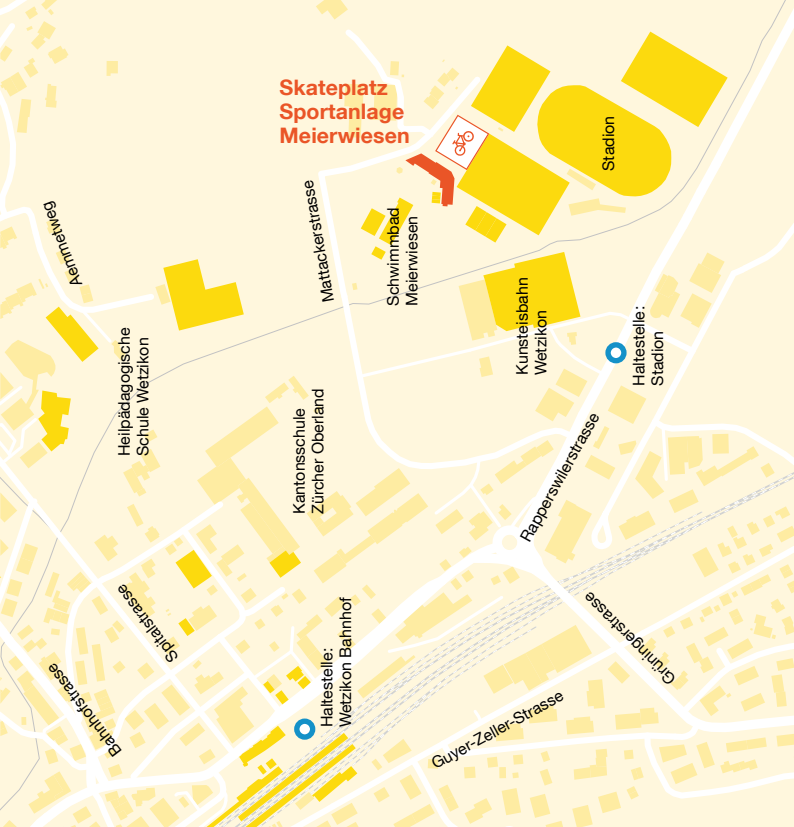 Skateplatz
Sportanlage
Meierwiesen
Stadion
Aemmetweg
Mattackerstrasse
Schwimmbad
Meierwiesen
Kunsteisbahn
Wetzikon
Haltestelle:
Stadion
Heilpädagogische
Schule Wetzikon
Kantonsschule
Zürcher Oberland
Rapperswilerstrasse
Spitalstrasse
Bahnhofstrasse
Haltestelle:
Wetzikon Bahnhof
Grüningerstrasse
Guyer-Zeller-Strasse